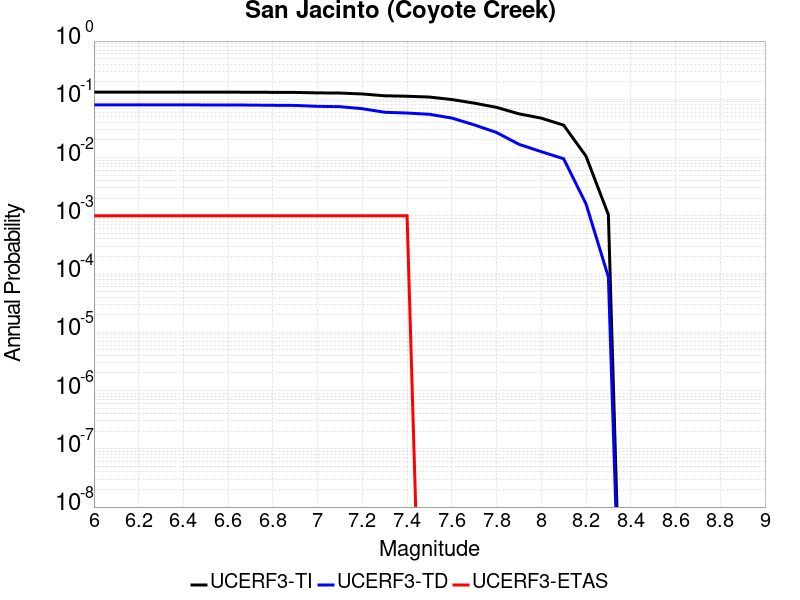 San Jacinto (Coyote Creek)
10^0
10^-1
10^-2
10^-3
10^-4
10^-5
10^-6
10^-7
10^-8
Annual Probability
6 6.2 6.4 6.6 6.8 7 7.2 7.4 7.6 7.8 8 8.2 8.4 8.6 8.8 9
Magnitude
UCERF3-TI UCERF3-TD UCERF3-ETAS